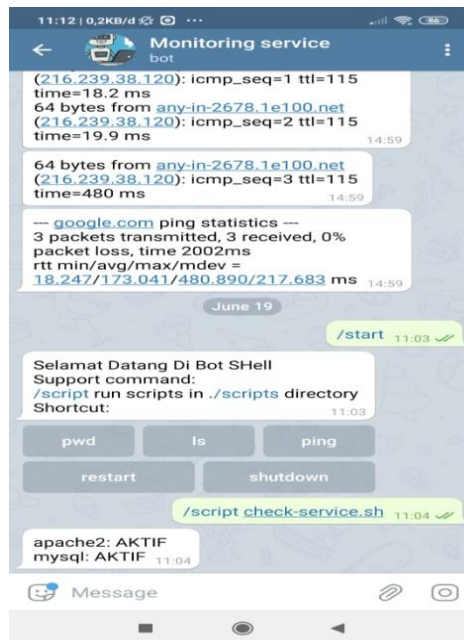 11:12 | 0,2KB/d
86
Monitoring service
bot
(216.239.38.120): icmp_seq=1 ttl=115
time=18.2 ms
64 bytes from any-in-2678.1e100.net
(216.239.38.120): icmp_seq=2 ttl=115
time=19.9 ms
14:59
64 bytes from any-in-2678.1e100.net
(216.239.38.120): icmp_seq=3 ttl=115
time=480 ms
14:59
--- google.com ping statistics ---
3 packets transmitted, 3 received, 0%
packet loss, time 2002ms
rtt min/avg/max/mdev =
18.247/173.041/480.890/217.683 ms 14:59
June 19
/start 11:03
Selamat Datang Di Bot SHell
Support command:
/script run scripts in ./scripts directory
Shortcut:
11:03
pwd ls ping
restart shutdown
/script check-service.sh 11:04
apache2: AKTIF
mysql: AKTIF 11:04
Message